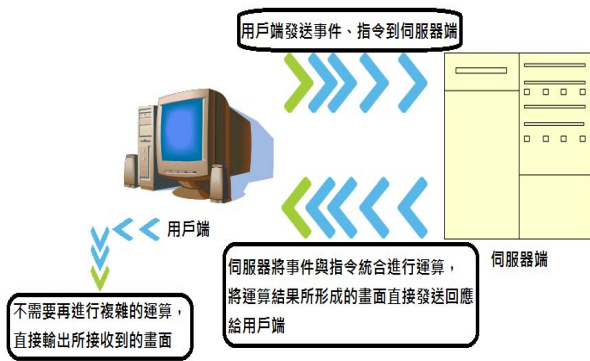 用戶端發送事件、指令到伺服器端
用戶端
伺服器端
伺服器將事件與指令統合進行運算，
將運算結果所形成的畫面直接發送回應
給用戶端
不需要再進行複雜的運算，
直接輸出所接收到的畫面